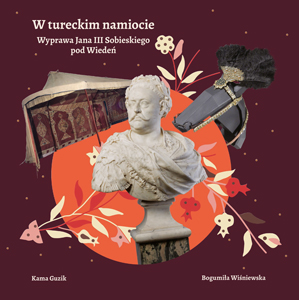 W tureckim namiocie
Wyprawa Jana III Sobieskiego
pod Wiedeń
Kama Guzik
Bogumiła Wiśniewska